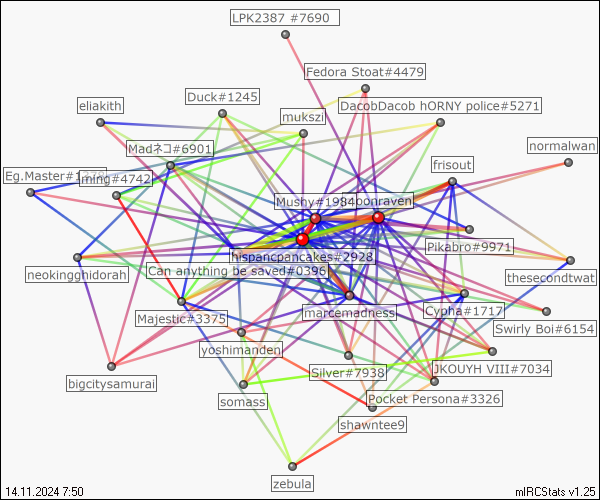 LPK2387 #7690
Fedora Stoat#4479
Duck#1245
DacobDacob hORNY police#5271
eliakith
mukszi
Madネコ#6901
normalwan
frisout
Eg.Master#1
ming#4742
Mushy#1984
oonraven
Pikabro#9971
hispancpancakes#2928
neokingghidorah
Can anything be saved#0396
thesecondtwat
marcemadness
Cypha#1717
Majestic#3375
Swirly Boi#6154
yoshimanden
Silver#7938
JKOUYH VIII#7034
bigcitysamurai
somass
Pocket Persona#3326
shawntee9
zebula
14.11.2024 7:50
mIRCStats v1.25